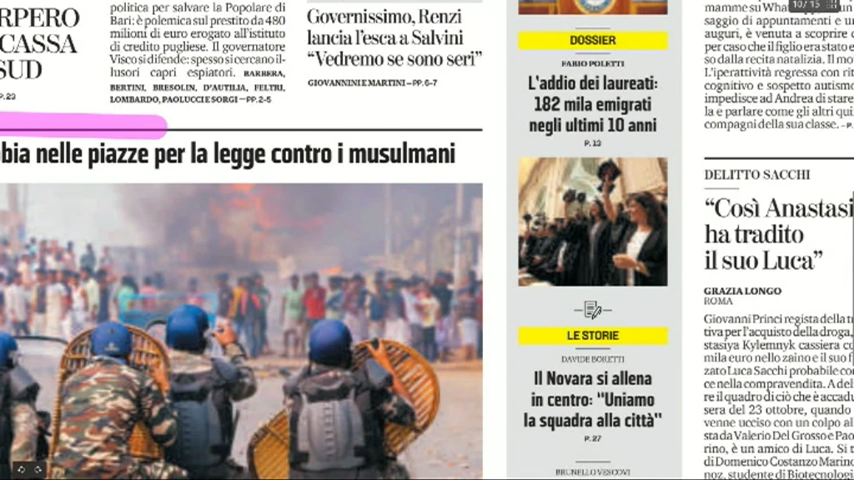 RPERO
CASSA
SUD
P. 23
politica per salvare la Popolare di
Bari: è polemica sul prestito da 480
milioni di euro erogato all'istituto
di credito pugliese. Il governatore
Visco si difende: spesso si cercano il-
lusori capri espiatori. BARBERA,
BERTINI, BRESOLIN, D'AUTILIA, FELTRI,
LOMBARDO, PAOLUCCI E SORGI — PP. 2-5
Governissimo, Renzi
lancia l'esca a Salvini
“Vedremo se sono seri”
GIOVANNINI E MARTINI — PP. 6-7
bia nelle piazze per la legge contro i musulmani
DOSSIER
FABIO POLETTI
L'addio dei laureati:
182 mila emigrati
negli ultimi 10 anni
P. 13
LE STORIE
DAVIDE BORETTI
Il Novara si allena
in centro: “Uniamo
la squadra alla città”
P. 27
BRUNELLO VESCOVI
10/15
mamme su What
saggio di appuntamenti e u
auguri, è venuta a scoprire
per caso che il figlio era stato e
so dalla recita natalizia. Il mo
L'iperattività regressa con rit
cognitivo e sospetto autismo
impedisce ad Andrea di stare
la e parlare come gli altri qui
compagni della sua classe. — P.
DELITTO SACCHI
“Così Anastasi
ha tradito
il suo Luca”
GRAZIA LONGO
ROMA
Giovanni Princi regista della tr
tiva per l'acquisto della droga,
stasiya Kylemnyk cassiera co
mila euro nello zaino e il suo f
zato Luca Sacchi probabile co
ce nella compravendita. A del
re il quadro di ciò che è accadu
sera del 23 ottobre, quando
venne ucciso con un colpo al
sta da Valerio Del Grosso e Pao
rino, è un amico di Luca. Si t
di Domenico Costanzo Marino
noz, studente di Biotecnologi